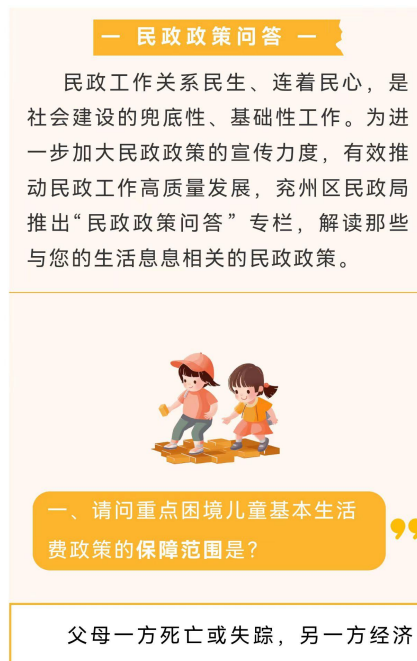 一 民政政策问答 一
民政工作关系民生、连着民心，是
社会建设的兜底性、基础性工作。为进
一步加大民政政策的宣传力度，有效推
动民政工作高质量发展，兖州区民政局
推出“民政政策问答”专栏，解读那些
与您的生活息息相关的民政政策。
一、请问重点困境儿童基本生活
费政策的保障范围是？
父母一方死亡或失踪，另一方经济